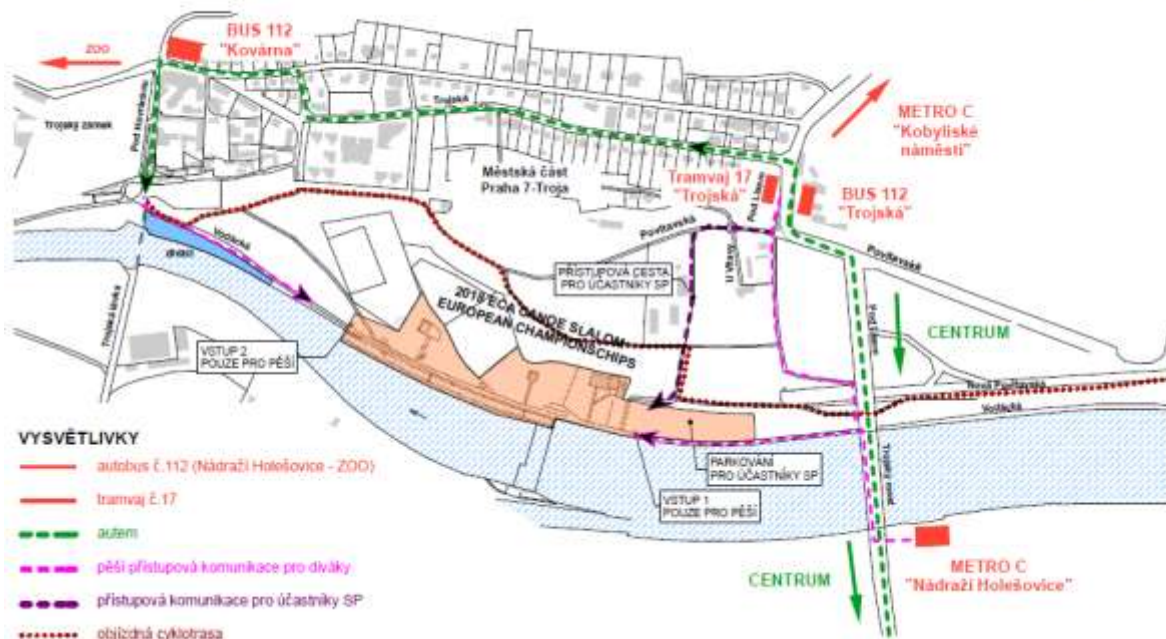 ZOO
BUS 112
"Kovárna"
Trojský zámek
Pod Havránkou
Trojská
METRO C
"Kobyliské
náměstí"
Městská část
Praha 7-Troja
Tramvaj 17
"Trojská"
Pod Lisem
BUS 112
"Trojská"
Vodácká
diváci
Povltavská
U Vltavy
PŘÍSTUPOVÁ CESTA
PRO ÚČASTNÍKY SP
Povltavská
2018 ECA CANOE SLALOM
EUROPEAN CHAMPIONCHIPS
CENTRUM
Trojská lávka
VSTUP 2
POUZE PRO PĚŠÍ
Nová Povltavská
Vodácká
PARKOVÁNÍ
PRO ÚČASTNÍKY SP
VSTUP 1
POUZE PRO PĚŠÍ
Trojský most
METRO C
"Nádraží Holešovice"
CENTRUM
VYSVĚTLIVKY
autobus č.112 (Nádraží Holešovice - ZOO)
tramvaj č.17
autem
pěší přístupová komunikace pro diváky
přístupová komunikace pro účastníky SP
objízdná cyklotrasa